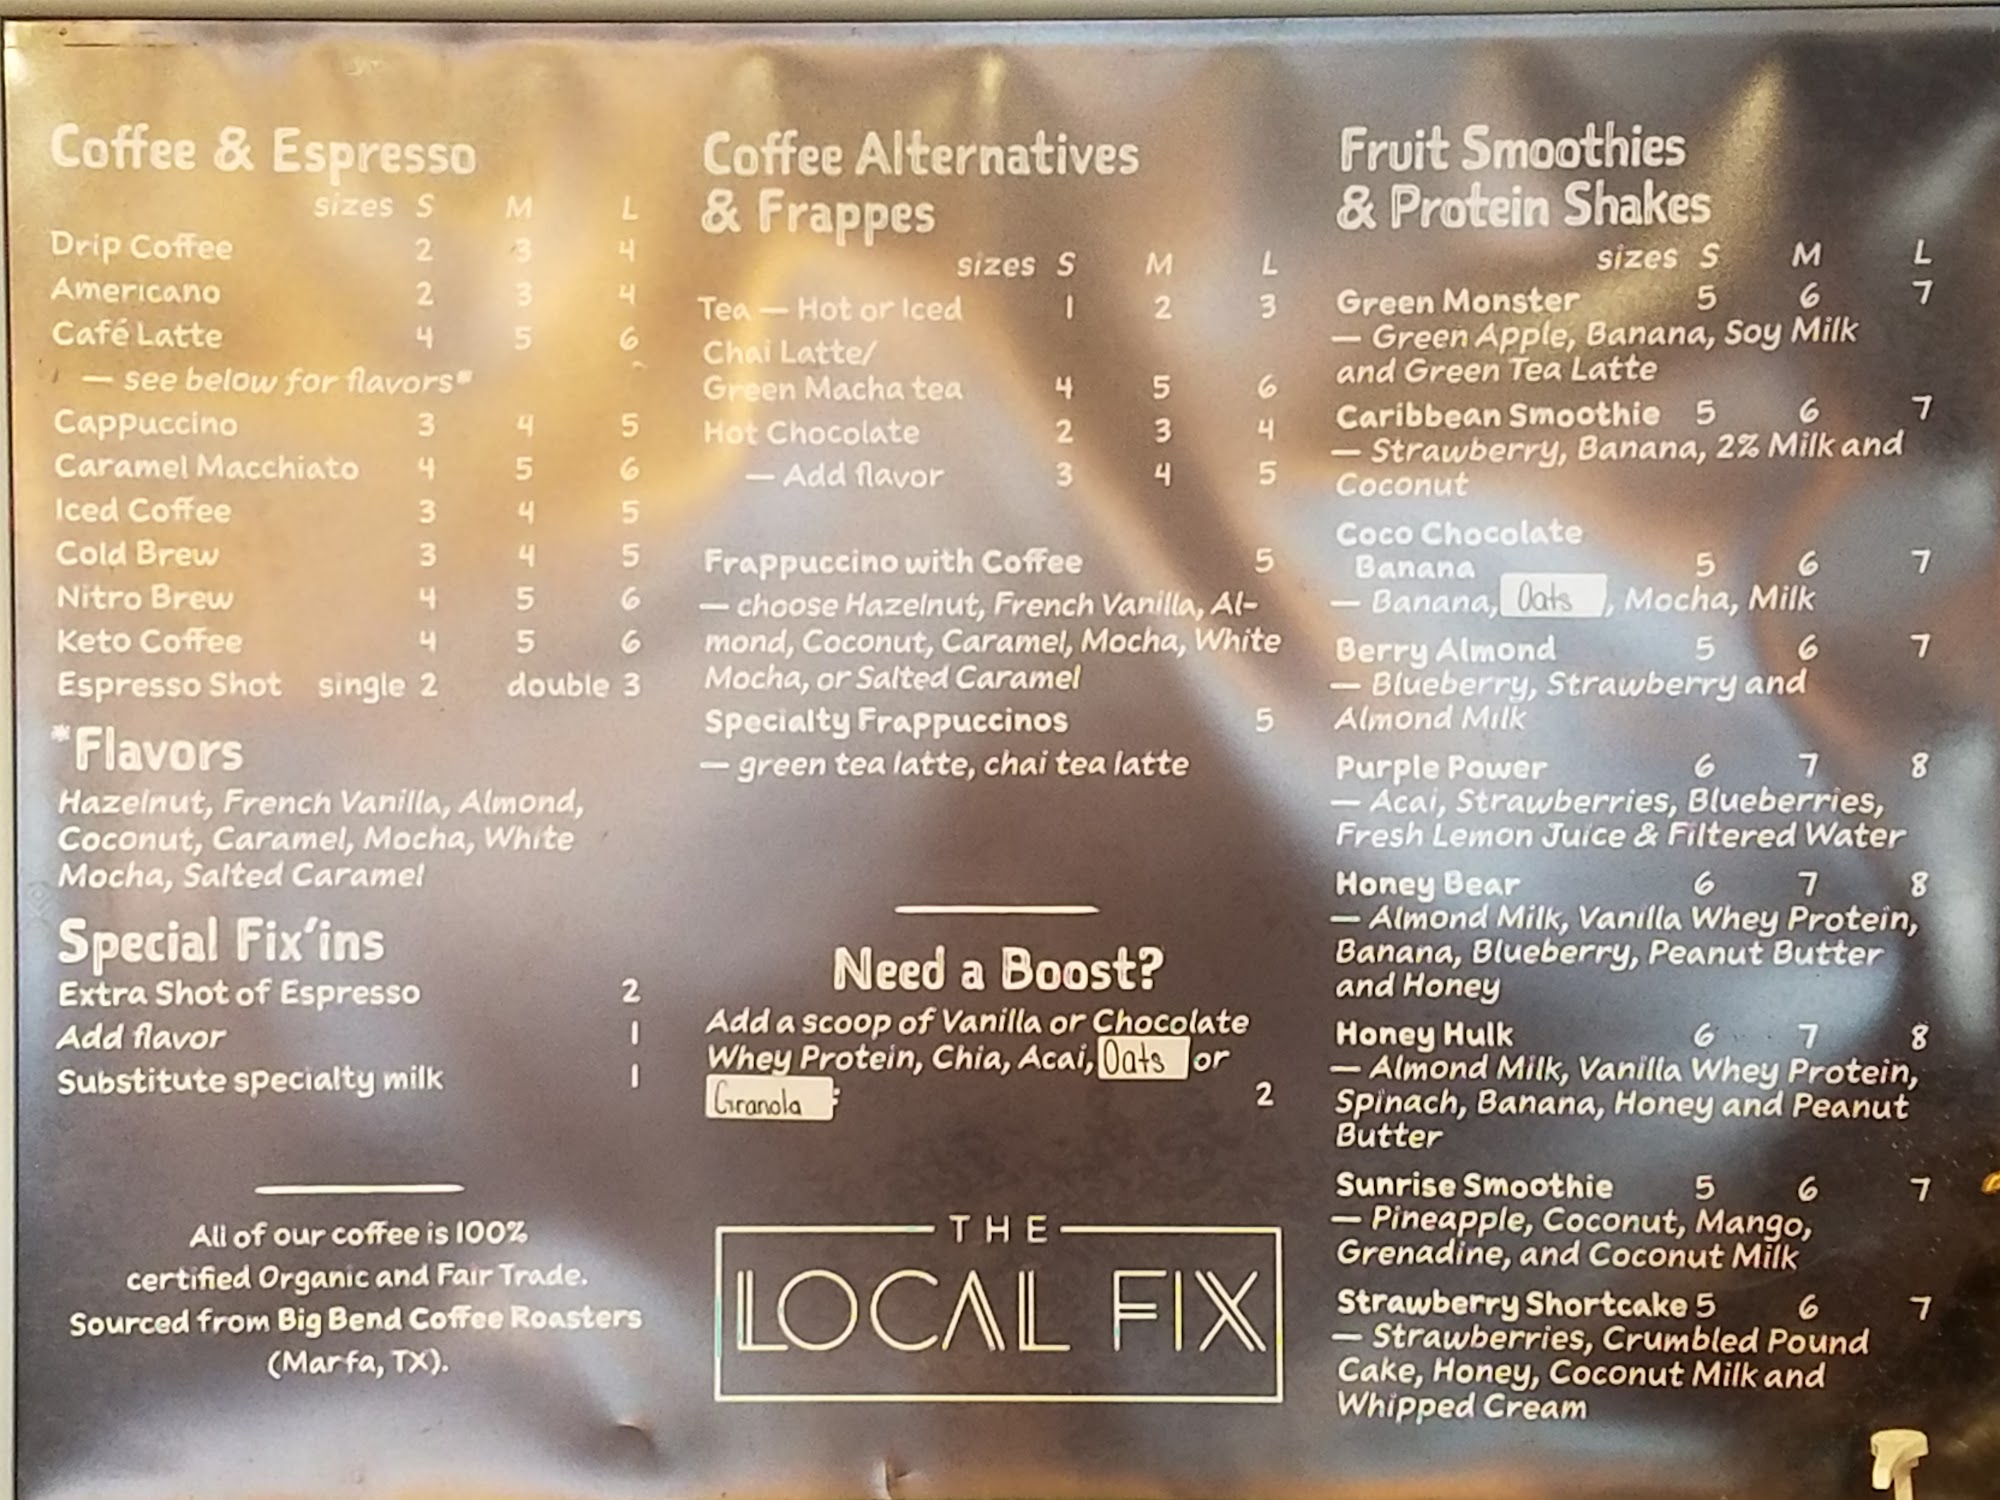 Coffee & Espresso
sizes S M L
Drip Coffee 2 3 4
Americano 2 3 4
Café Latte 4 5 6
— see below for flavors*
Cappuccino 3 4 5
Caramel Macchiato 4 5 6
Iced Coffee 3 4 5
Cold Brew 3 4 5
Nitro Brew 4 5 6
Keto Coffee 4 5 6
Espresso Shot single 2 double 3
*Flavors
Hazelnut, French Vanilla, Almond,
Coconut, Caramel, Mocha, White
Mocha, Salted Caramel
Special Fix'ins
Extra Shot of Espresso 2
Add flavor 1
Substitute specialty milk 1
All of our coffee is 100%
certified Organic and Fair Trade.
Sourced from Big Bend Coffee Roasters
(Marfa, TX).
Coffee Alternatives
& Frappes
sizes S M L
Tea — Hot or Iced 1 2 3
Chai Latte/
Green Macha tea 4 5 6
Hot Chocolate 2 3 4
— Add flavor 3 4 5
Frappuccino with Coffee 5
— choose Hazelnut, French Vanilla, Al-
mond, Coconut, Caramel, Mocha, White
Mocha, or Salted Caramel
Specialty Frappuccinos 5
— green tea latte, chai tea latte
Need a Boost?
Add a scoop of Vanilla or Chocolate
Whey Protein, Chia, Acai, Oats or
Granola : 2
THE
LOCAL FIX
Fruit Smoothies
& Protein Shakes
sizes S M L
Green Monster 5 6 7
— Green Apple, Banana, Soy Milk
and Green Tea Latte
Caribbean Smoothie 5 6 7
— Strawberry, Banana, 2% Milk and
Coconut
Coco Chocolate
Banana 5 6 7
— Banana, Oats, Mocha, Milk
Berry Almond 5 6 7
— Blueberry, Strawberry and
Almond Milk
Purple Power 6 7 8
— Acai, Strawberries, Blueberries,
Fresh Lemon Juice & Filtered Water
Honey Bear 6 7 8
— Almond Milk, Vanilla Whey Protein,
Banana, Blueberry, Peanut Butter
and Honey
Honey Hulk 6 7 8
— Almond Milk, Vanilla Whey Protein,
Spinach, Banana, Honey and Peanut
Butter
Sunrise Smoothie 5 6 7
— Pineapple, Coconut, Mango,
Grenadine, and Coconut Milk
Strawberry Shortcake 5 6 7
— Strawberries, Crumbled Pound
Cake, Honey, Coconut Milk and
Whipped Cream